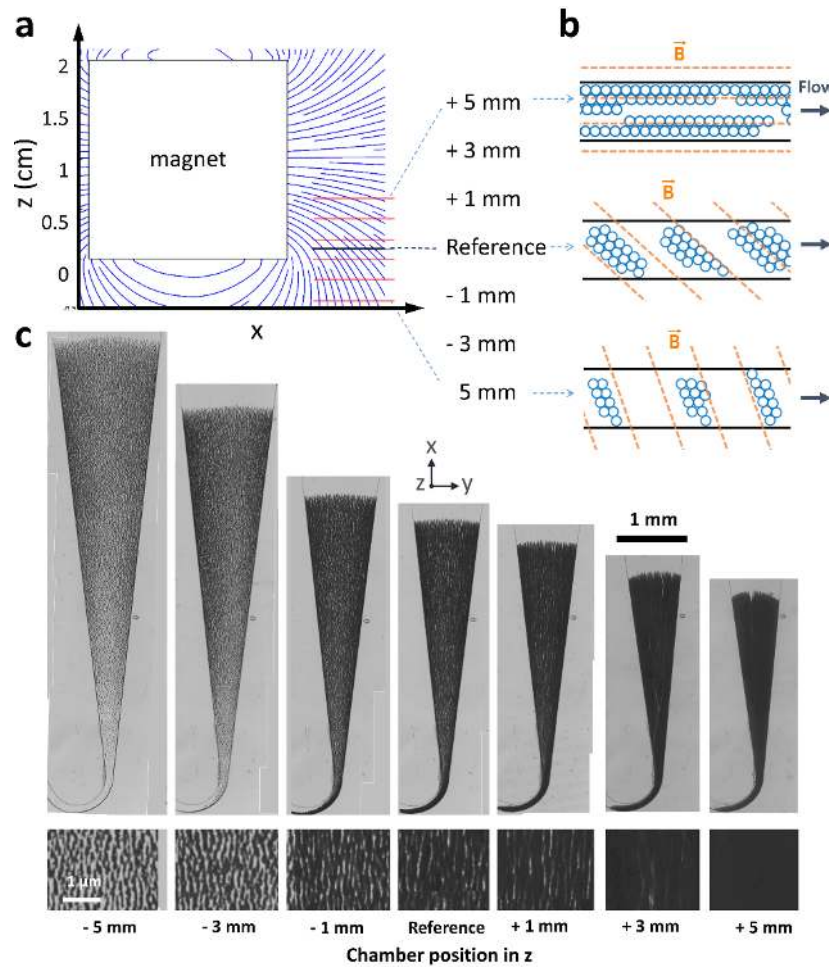 a
2
1.5
1
0.5
0
z (cm)
magnet
x
+ 5 mm
+ 3 mm
+ 1 mm
Reference
- 1 mm
- 3 mm
5 mm
b
B
Flow
B
B
c
x
z
y
1 mm
1 µm
- 5 mm
- 3 mm
- 1 mm
Reference
+ 1 mm
+ 3 mm
+ 5 mm
Chamber position in z